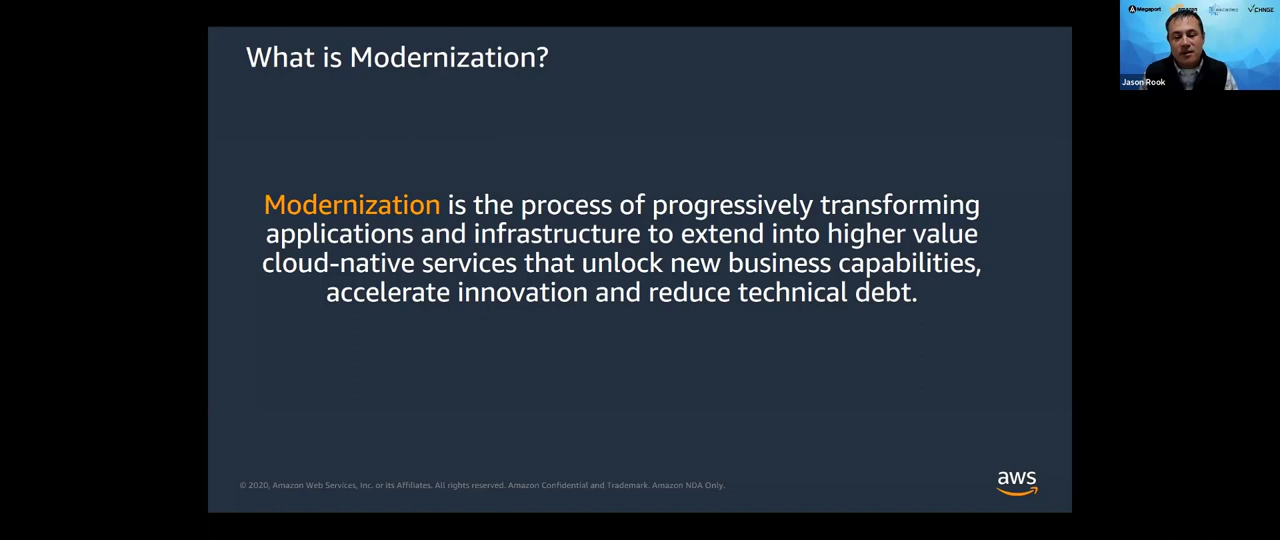 What is Modernization?
Modernization is the process of progressively transforming
applications and infrastructure to extend into higher value
cloud-native services that unlock new business capabilities,
accelerate innovation and reduce technical debt.
© 2020, Amazon Web Services, Inc. or its Affiliates. All rights reserved. Amazon Confidential and Trademark. Amazon NDA Only.
aws
Megaport
VCHNGE
Jason Rook